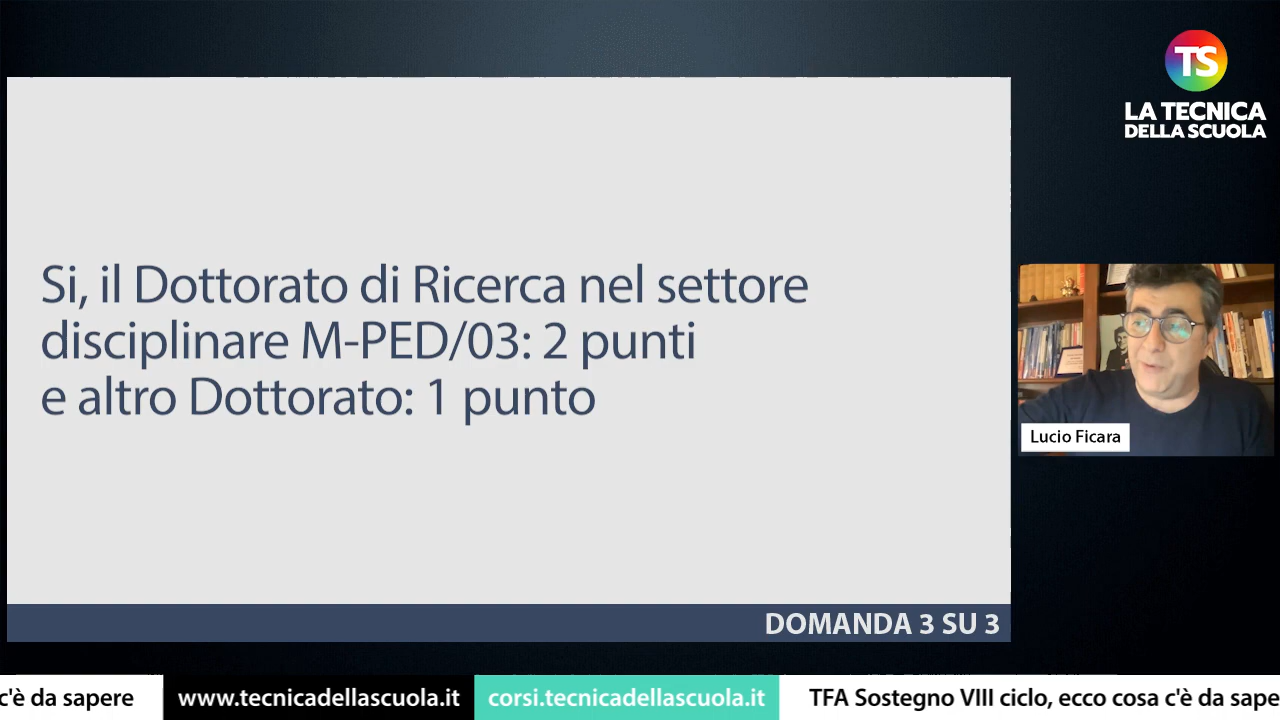 TS
LA TECNICA
DELLA SCUOLA
Si, il Dottorato di Ricerca nel settore
disciplinare M-PED/03: 2 punti
e altro Dottorato: 1 punto
Lucio Ficara
DOMANDA 3 SU 3
c'è da sapere www.tecnicadellascuola.it corsi.tecnicadellascuola.it TFA Sostegno VIII ciclo, ecco cosa c'è da sape